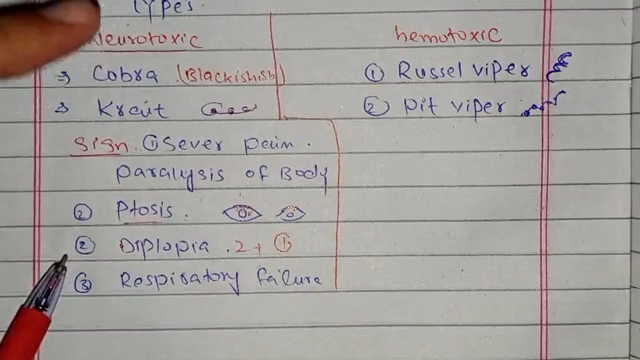 Types
Neurotoxic
→ Cobra (Blackishish)
→ Kreut
Sign. ① Sever pain.
Paralysis of Body
② Ptosis.
② Diplopia. 2 + ①
③ Respiratory failure
hemotoxic
① Russel viper
② Pit viper